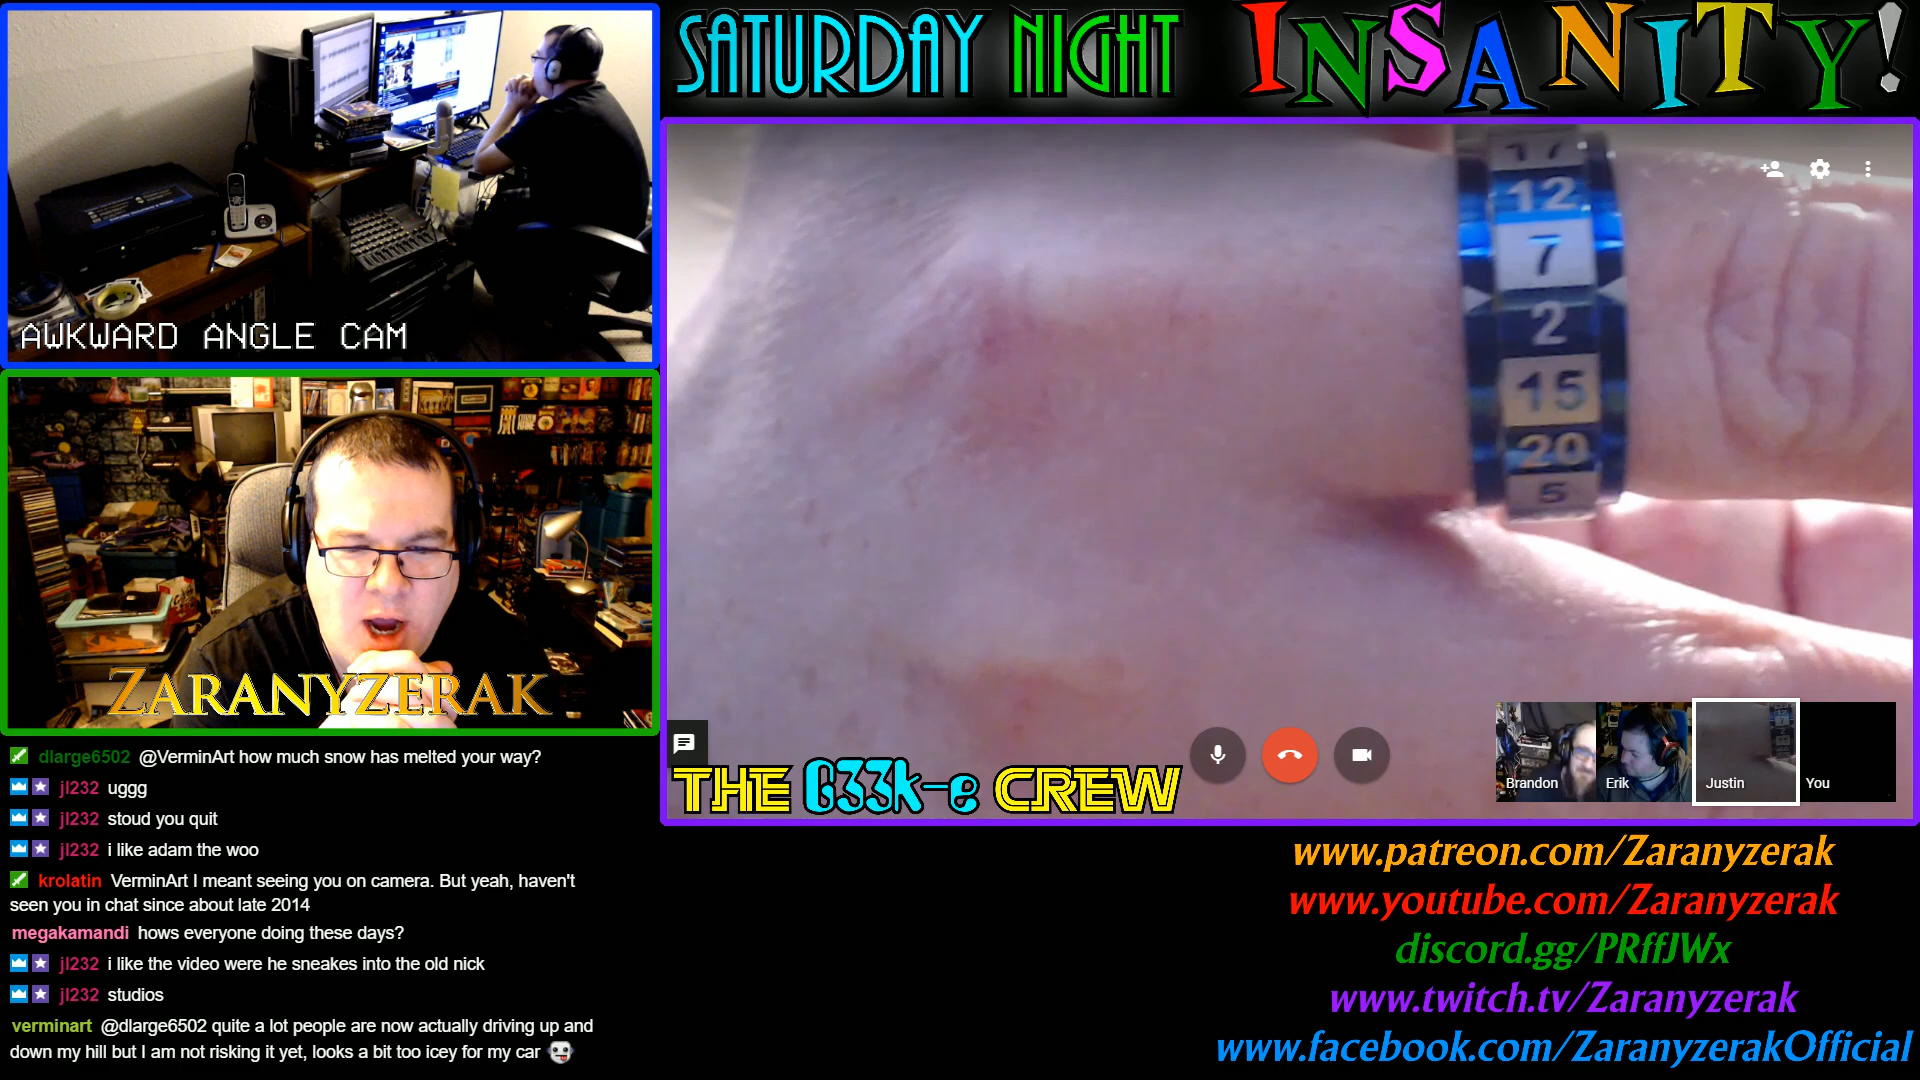 SATURDAY NIGHT INSANITY!
AWKWARD ANGLE CAM
ZARANYZERAK
dlarge6502 @VerminArt how much snow has melted your way?
jl232 uggg
jl232 stoud you quit
jl232 i like adam the woo
krolatin VerminArt I meant seeing you on camera. But yeah, haven't
seen you in chat since about late 2014
megakamandi hows everyone doing these days?
jl232 i like the video were he sneakes into the old nick
jl232 studios
verminart @dlarge6502 quite a lot people are now actually driving up and
down my hill but I am not risking it yet, looks a bit too icey for my car
17
12
7
2
15
20
5
Brandon Erik Justin You
THE G33k-e CREW
www.patreon.com/Zaranyzerak
www.youtube.com/Zaranyzerak
discord.gg/PRffJWx
www.twitch.tv/Zaranyzerak
www.facebook.com/ZaranyzerakOfficial